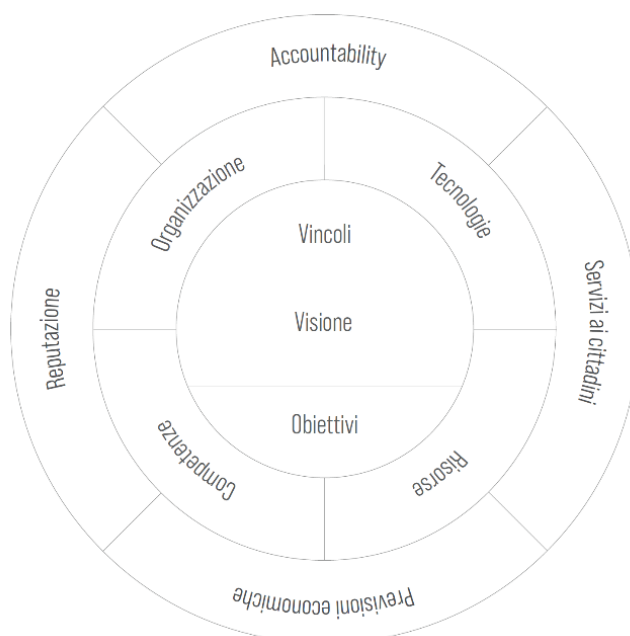 Accountability
Organizzazione
Tecnologie
Vincoli
Visione
Obiettivi
Reputazione
Servizi ai cittadini
Competenze
Risorse
Previsioni economiche